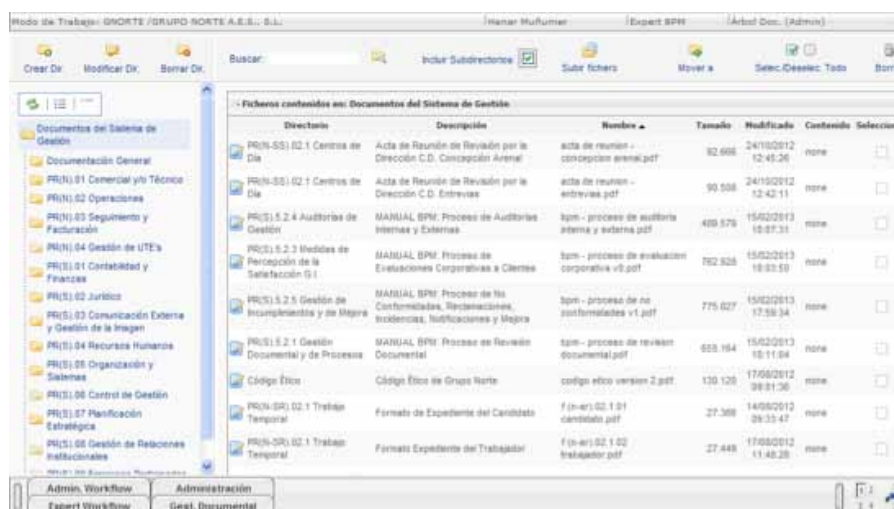 Modo de Trabajo: GNORTE /GRUPO NORTE A.E.S., S.L.
Expert BPM
Árbol Doc. (Admin)
Crear Dir.
Modificar Dir.
Borrar Dir.
Buscar:
Incluir Subdirectorios
Subir fichero
Mover a
Selec./Deselec. Todo
Documentos del Sistema de
Gestión
Documentación General
PR(N).01 Comercial y/o Técnico
PR(N).02 Operaciones
PR(N).03 Seguimiento y
Facturación
PR(N).04 Gestión de UTE's
PR(S).01 Contabilidad y
Finanzas
PR(S).02 Jurídico
PR(S).03 Comunicación Externa
y Gestión de la Imagen
PR(S).04 Recursos Humanos
PR(S).05 Organización y
Sistemas
PR(S).06 Control de Gestión
PR(S).07 Planificación
Estratégica
PR(S).08 Gestión de Relaciones
Institucionales
- Ficheros contenidos en: Documentos del Sistema de Gestión
Directorio Descripción Nombre Tamaño Modificado Contenido Seleccion
PR(N-SS).02.1 Centros de
Día
Acta de Reunión de Revisión por la
Dirección C.D. Concepción Arenal
acta de reunion -
concepcion arenal.pdf
92.666
24/10/2012
12:45:26
none
PR(N-SS).02.1 Centros de
Día
Acta de Reunión de Revisión por la
Dirección C.D. Entrevias
acta de reunion -
entrevias.pdf
24/10/2012
12:42:11
none
PR(S).5.2.4 Auditorías de
Gestión
MANUAL BPM: Proceso de Auditorías
Internas y Externas
bpm - proceso de auditoria
interna y externa.pdf
409.579
15/02/2013
18:07:31
none
PR(S).5.2.3 Medidas de
Percepción de la
Satisfacción G.I
MANUAL BPM: Proceso de
Evaluaciones Corporativas a Clientes
bpm - proceso de evaluacion
corporativa v0.pdf
762.928
15/02/2013
18:03:50
none
PR(S).5.2.5 Gestión de
Incumplimientos y de Mejora
MANUAL BPM: Proceso de No
Conformidades, Reclamaciones,
Incidencias, Notificaciones y Mejora
bpm - proceso de no
conformidades v1.pdf
775.027
15/02/2013
17:59:34
none
PR(S).5.2.1 Gestión
Documental y de Procesos
MANUAL BPM: Proceso de Revisión
Documental
bpm - proceso de revision
documental.pdf
15/02/2013
18:11:04
none
Código Ético
Código Ético de Grupo Norte
codigo etico version 2.pdf
130.120
17/08/2012
none
PR(N-SR).02.1 Trabajo
Temporal
Formato de Expediente del Candidato
f (n-er).02.1.01
candidato.pdf
27.388
14/08/2012
09:33:47
none
PR(N-SR).02.1 Trabajo
Temporal
Formato Expediente del Trabajador
f (n-er).02.1.02
trabajador.pdf
27.449
17/08/2012
11:48:28
none
Admin. Workflow
Administración
Expert Workflow
Gest. Documental